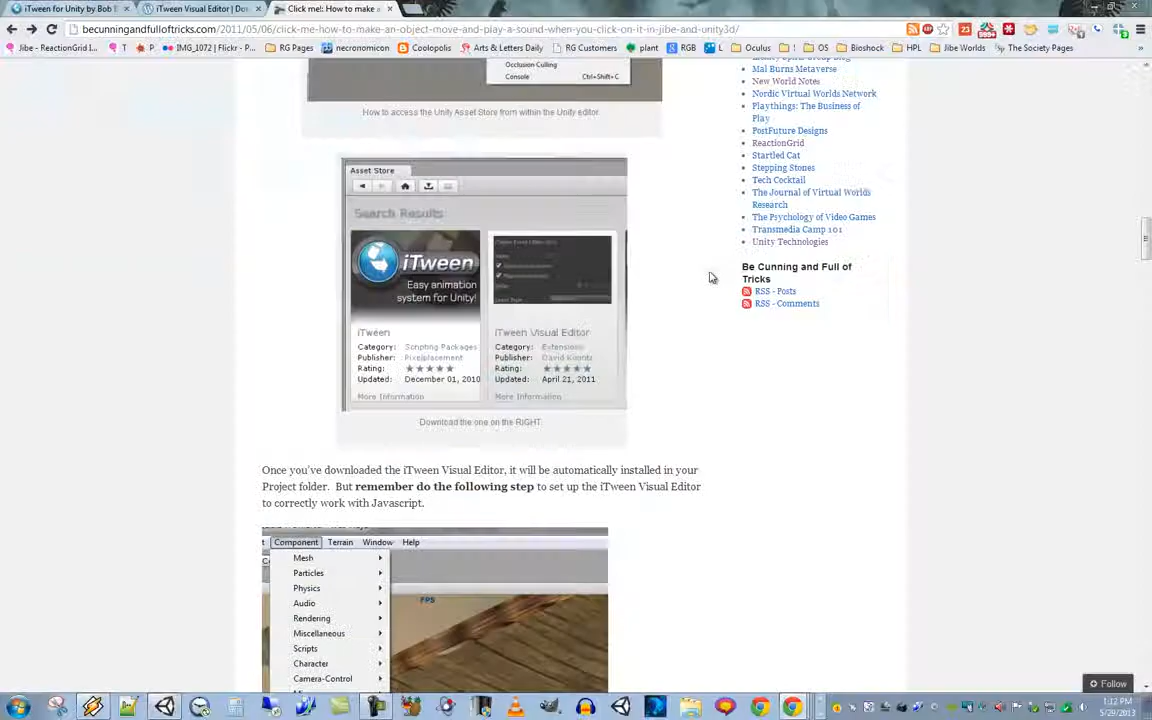 iTween for Unity by Bob
iTween Visual Editor | Do
Click me!: How to make a
becunningandfulloftricks.com/2011/05/06/click-me-how-to-make-an-object-move-and-play-a-sound-when-you-click-on-it-in-jibe-and-unity3d/
Jibe - ReactionGrid I
T
P
IMG_1072 | Flickr - P
RG Pages
necronomicon
Coolopolis
Arts & Letters Daily
RG Customers
plant
RGB
L
Oculus
!
OS
Bioshock
HPL
Jibe Worlds
The Society Pages
Occlusion Culling
Console Ctrl+Shift+C
How to access the Unity Asset Store from within the Unity editor.
Asset Store
Search Results
iTween
Easy animation
system for Unity!
iTween
Category: Scripting Packages
Publisher: Pixelplacement
Rating:
Updated: December 01, 2010
More Information
iTween Visual Editor
Category: Extensions
Publisher: David Koontz
Rating:
Updated: April 21, 2011
More Information
Download the one on the RIGHT.
Once you've downloaded the iTween Visual Editor, it will be automatically installed in your
Project folder. But remember do the following step to set up the iTween Visual Editor
to correctly work with Javascript.
Component Terrain Window Help
Mesh
Particles
Physics
Audio
Rendering
Miscellaneous
Scripts
Character
Camera-Control
FPS
Mal Burns Metaverse
New World Notes
Nordic Virtual Worlds Network
Playthings: The Business of
Play
PostFuture Designs
ReactionGrid
Startled Cat
Stepping Stones
Tech Cocktail
The Journal of Virtual Worlds
Research
The Psychology of Video Games
Transmedia Camp 101
Unity Technologies
Be Cunning and Full of
Tricks
RSS - Posts
RSS - Comments
Follow
1:12 PM
5/29/2013